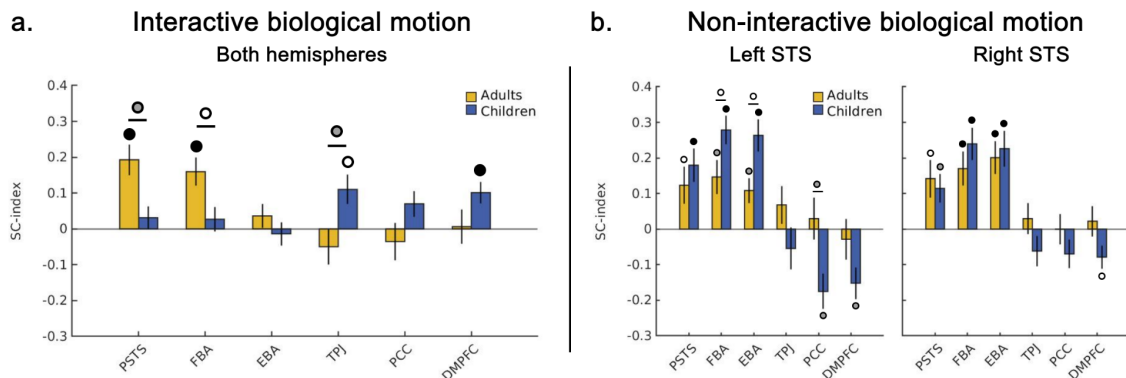 a. Interactive biological motion
Both hemispheres
0.4
0.3
0.2
0.1
0
-0.1
-0.2
-0.3
SC-index
Adults
Children
PSTS
FBA
EBA
TPJ
PCC
DMPFC
b. Non-interactive biological motion
Left STS
0.4
0.3
0.2
0.1
0
-0.1
-0.2
-0.3
SC-index
Adults
Children
PSTS
FBA
EBA
TPJ
PCC
DMPFC
Right STS
Adults
Children
PSTS
FBA
EBA
TPJ
PCC
DMPFC